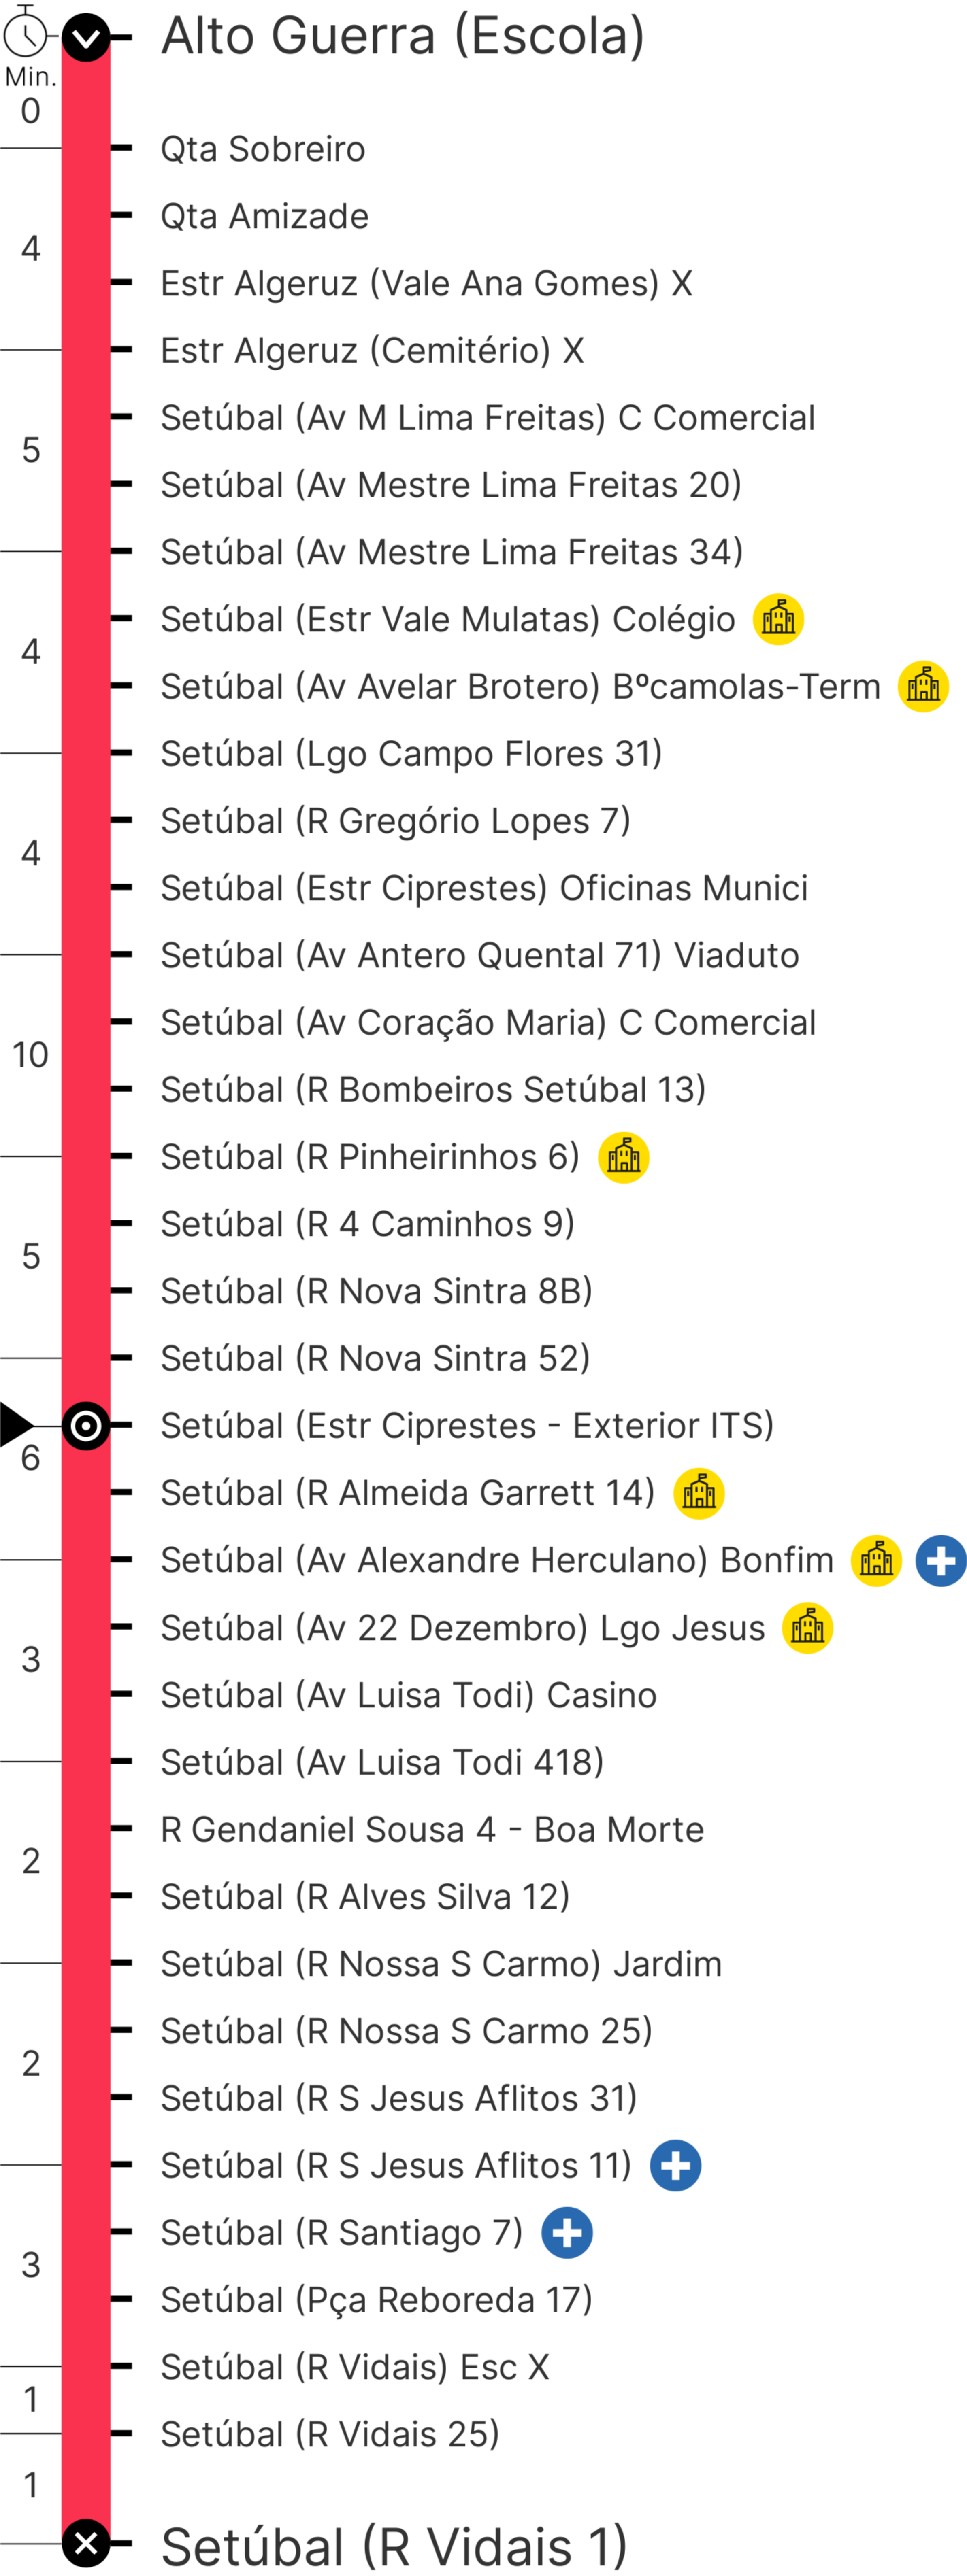 Alto Guerra (Escola)
Min.
0
Qta Sobreiro
Qta Amizade
4
Estr Algeruz (Vale Ana Gomes) X
Estr Algeruz (Cemitério) X
Setúbal (Av M Lima Freitas) C Comercial
5
Setúbal (Av Mestre Lima Freitas 20)
Setúbal (Av Mestre Lima Freitas 34)
Setúbal (Estr Vale Mulatas) Colégio
4
Setúbal (Av Avelar Brotero) Bºcamolas-Term
Setúbal (Lgo Campo Flores 31)
Setúbal (R Gregório Lopes 7)
4
Setúbal (Estr Ciprestes) Oficinas Munici
Setúbal (Av Antero Quental 71) Viaduto
Setúbal (Av Coração Maria) C Comercial
10
Setúbal (R Bombeiros Setúbal 13)
Setúbal (R Pinheirinhos 6)
Setúbal (R 4 Caminhos 9)
5
Setúbal (R Nova Sintra 8B)
Setúbal (R Nova Sintra 52)
Setúbal (Estr Ciprestes - Exterior ITS)
6
Setúbal (R Almeida Garrett 14)
Setúbal (Av Alexandre Herculano) Bonfim
Setúbal (Av 22 Dezembro) Lgo Jesus
3
Setúbal (Av Luisa Todi) Casino
Setúbal (Av Luisa Todi 418)
R Gendaniel Sousa 4 - Boa Morte
2
Setúbal (R Alves Silva 12)
Setúbal (R Nossa S Carmo) Jardim
Setúbal (R Nossa S Carmo 25)
2
Setúbal (R S Jesus Aflitos 31)
Setúbal (R S Jesus Aflitos 11)
Setúbal (R Santiago 7)
3
Setúbal (Pça Reboreda 17)
Setúbal (R Vidais) Esc X
1
Setúbal (R Vidais 25)
1
Setúbal (R Vidais 1)